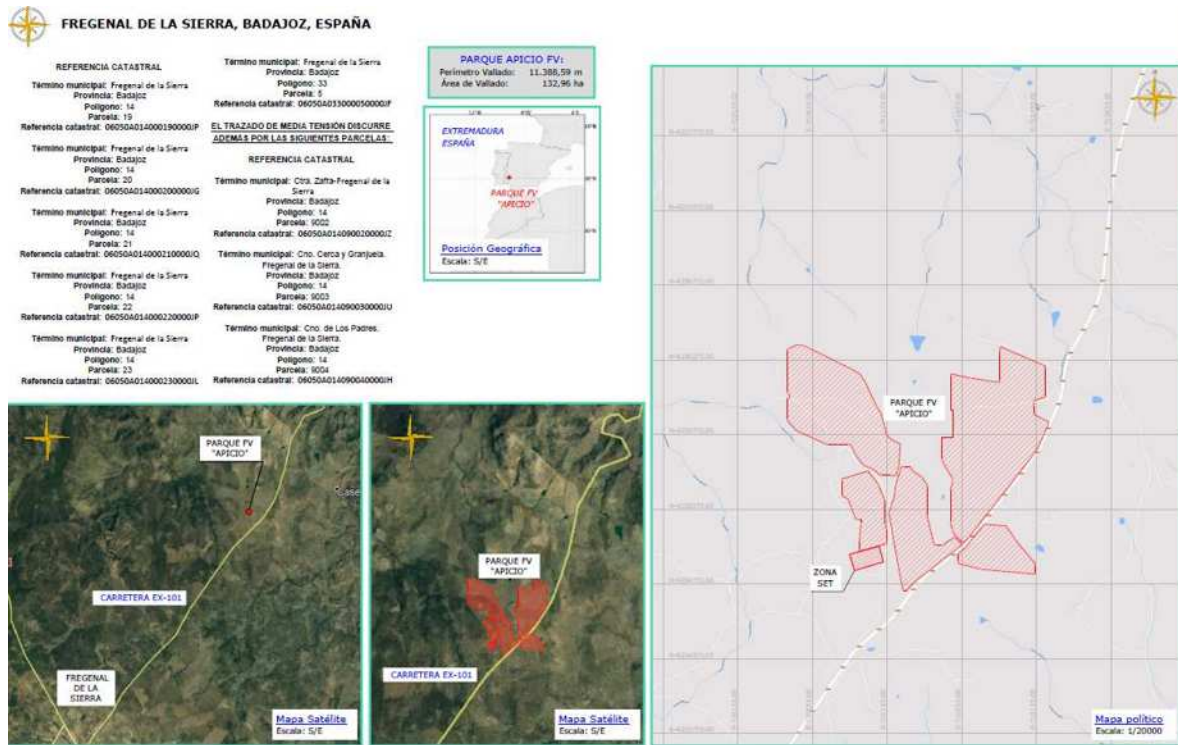 FREGENAL DE LA SIERRA, BADAJOZ, ESPAÑA
REFERENCIA CATASTRAL
Término municipal: Fregenal de la Sierra
Provincia: Badajoz
Polígono: 14
Parcela: 19
Referencia catastral: 06050A014000190000JP
Término municipal: Fregenal de la Sierra
Provincia: Badajoz
Polígono: 14
Parcela: 20
Referencia catastral: 06050A014000200000JG
Término municipal: Fregenal de la Sierra
Provincia: Badajoz
Polígono: 14
Parcela: 21
Referencia catastral: 06050A014000210000JQ
Término municipal: Fregenal de la Sierra
Provincia: Badajoz
Polígono: 14
Parcela: 22
Referencia catastral: 06050A014000220000JP
Término municipal: Fregenal de la Sierra
Provincia: Badajoz
Polígono: 14
Parcela: 23
Referencia catastral: 06050A014000230000JL
Término municipal: Fregenal de la Sierra
Provincia: Badajoz
Polígono: 33
Parcela: 5
Referencia catastral: 06050A033000050000JF
EL TRAZADO DE MEDIA TENSIÓN DISCURRE
ADEMÁS POR LAS SIGUIENTES PARCELAS:
REFERENCIA CATASTRAL
Término municipal: Ctra. Zafra-Fregenal de la
Sierra
Provincia: Badajoz
Polígono: 14
Parcela: 9002
Referencia catastral: 06050A014090020000JZ
Término municipal: Cno. Cerca y Granjuela.
Fregenal de la Sierra.
Provincia: Badajoz
Polígono: 14
Parcela: 9003
Referencia catastral: 06050A014090030000JU
Término municipal: Cno. de Los Padres.
Fregenal de la Sierra.
Provincia: Badajoz
Polígono: 14
Parcela: 9004
Referencia catastral: 06050A014090040000JH
PARQUE APICIO FV:
Perímetro Vallado: 11.388,59 m
Área de Vallado: 132,96 ha
EXTREMADURA
ESPAÑA
PARQUE FV
"APICIO"
Posición Geográfica
Escala: S/E
PARQUE FV
"APICIO"
CARRETERA EX-101
FREGENAL
DE LA
SIERRA
Mapa Satélite
Escala: S/E
PARQUE FV
"APICIO"
CARRETERA EX-101
Mapa Satélite
Escala: S/E
PARQUE FV
"APICIO"
ZONA
SET
Mapa político
Escala: 1/20000